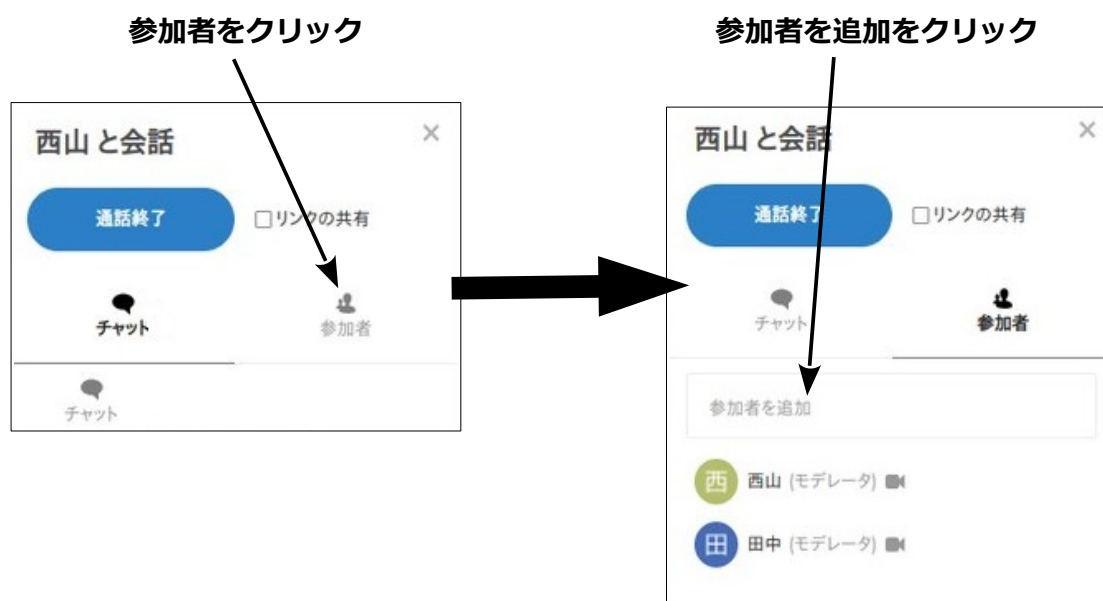 参加者をクリック
西山 と会話
×
通話終了
リンクの共有
チャット
参加者
チャット
参加者を追加をクリック
西山 と会話
×
通話終了
リンクの共有
チャット
参加者
参加者を追加
西 西山 (モデレータ)
田 田中 (モデレータ)